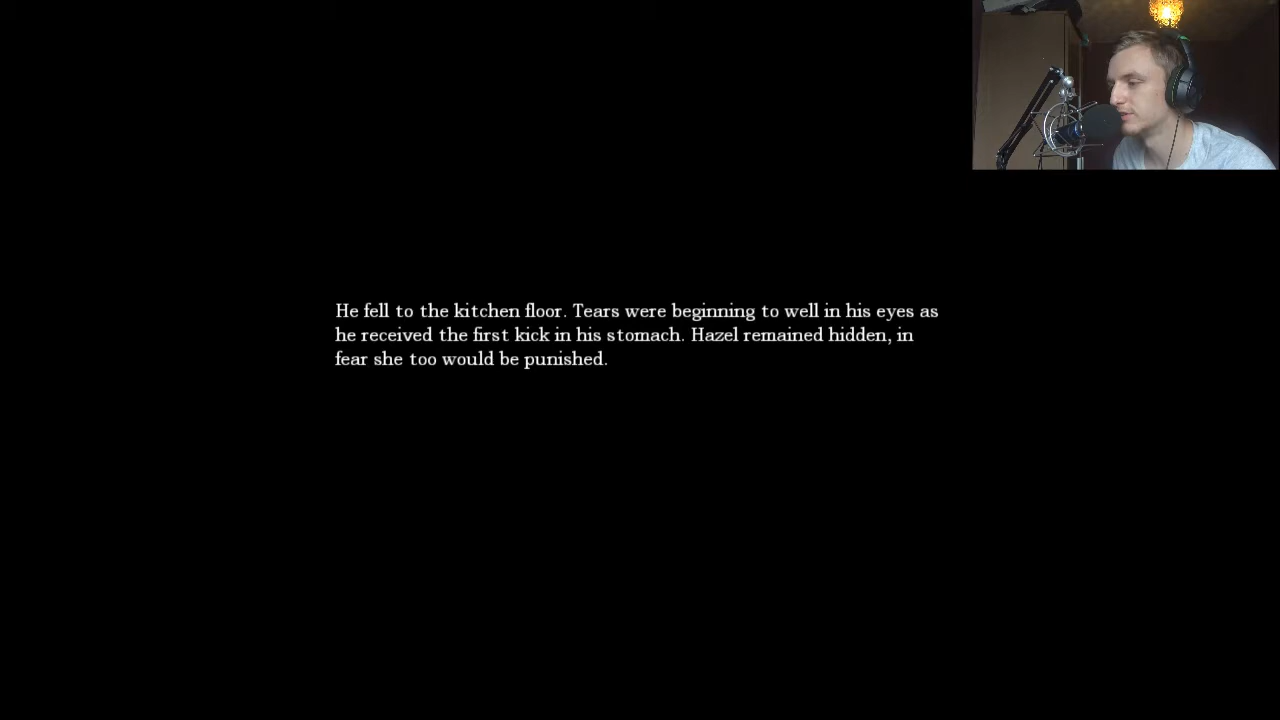 He fell to the kitchen floor. Tears were beginning to well in his eyes as
he received the first kick in his stomach. Hazel remained hidden, in
fear she too would be punished.